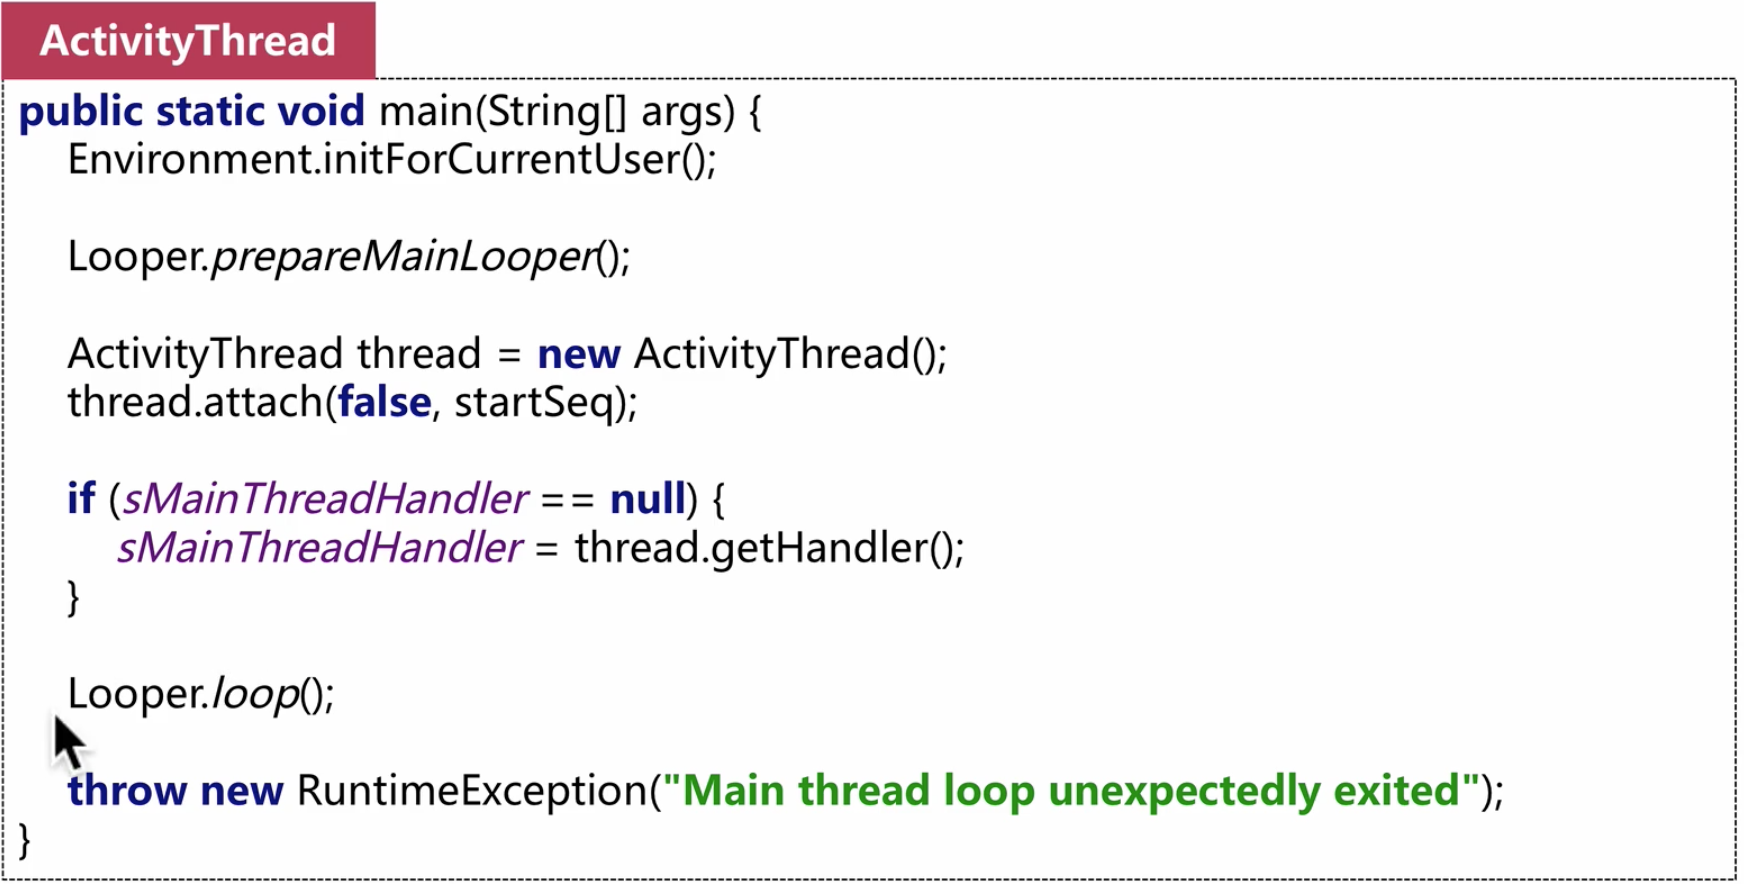 ActivityThread
public static void main(String[] args) {
Environment.initForCurrentUser();
Looper.prepareMainLooper();
ActivityThread thread = new ActivityThread();
thread.attach(false, startSeq);
if (sMainThreadHandler == null) {
sMainThreadHandler = thread.getHandler();
}
Looper.loop();
throw new RuntimeException("Main thread loop unexpectedly exited");
}